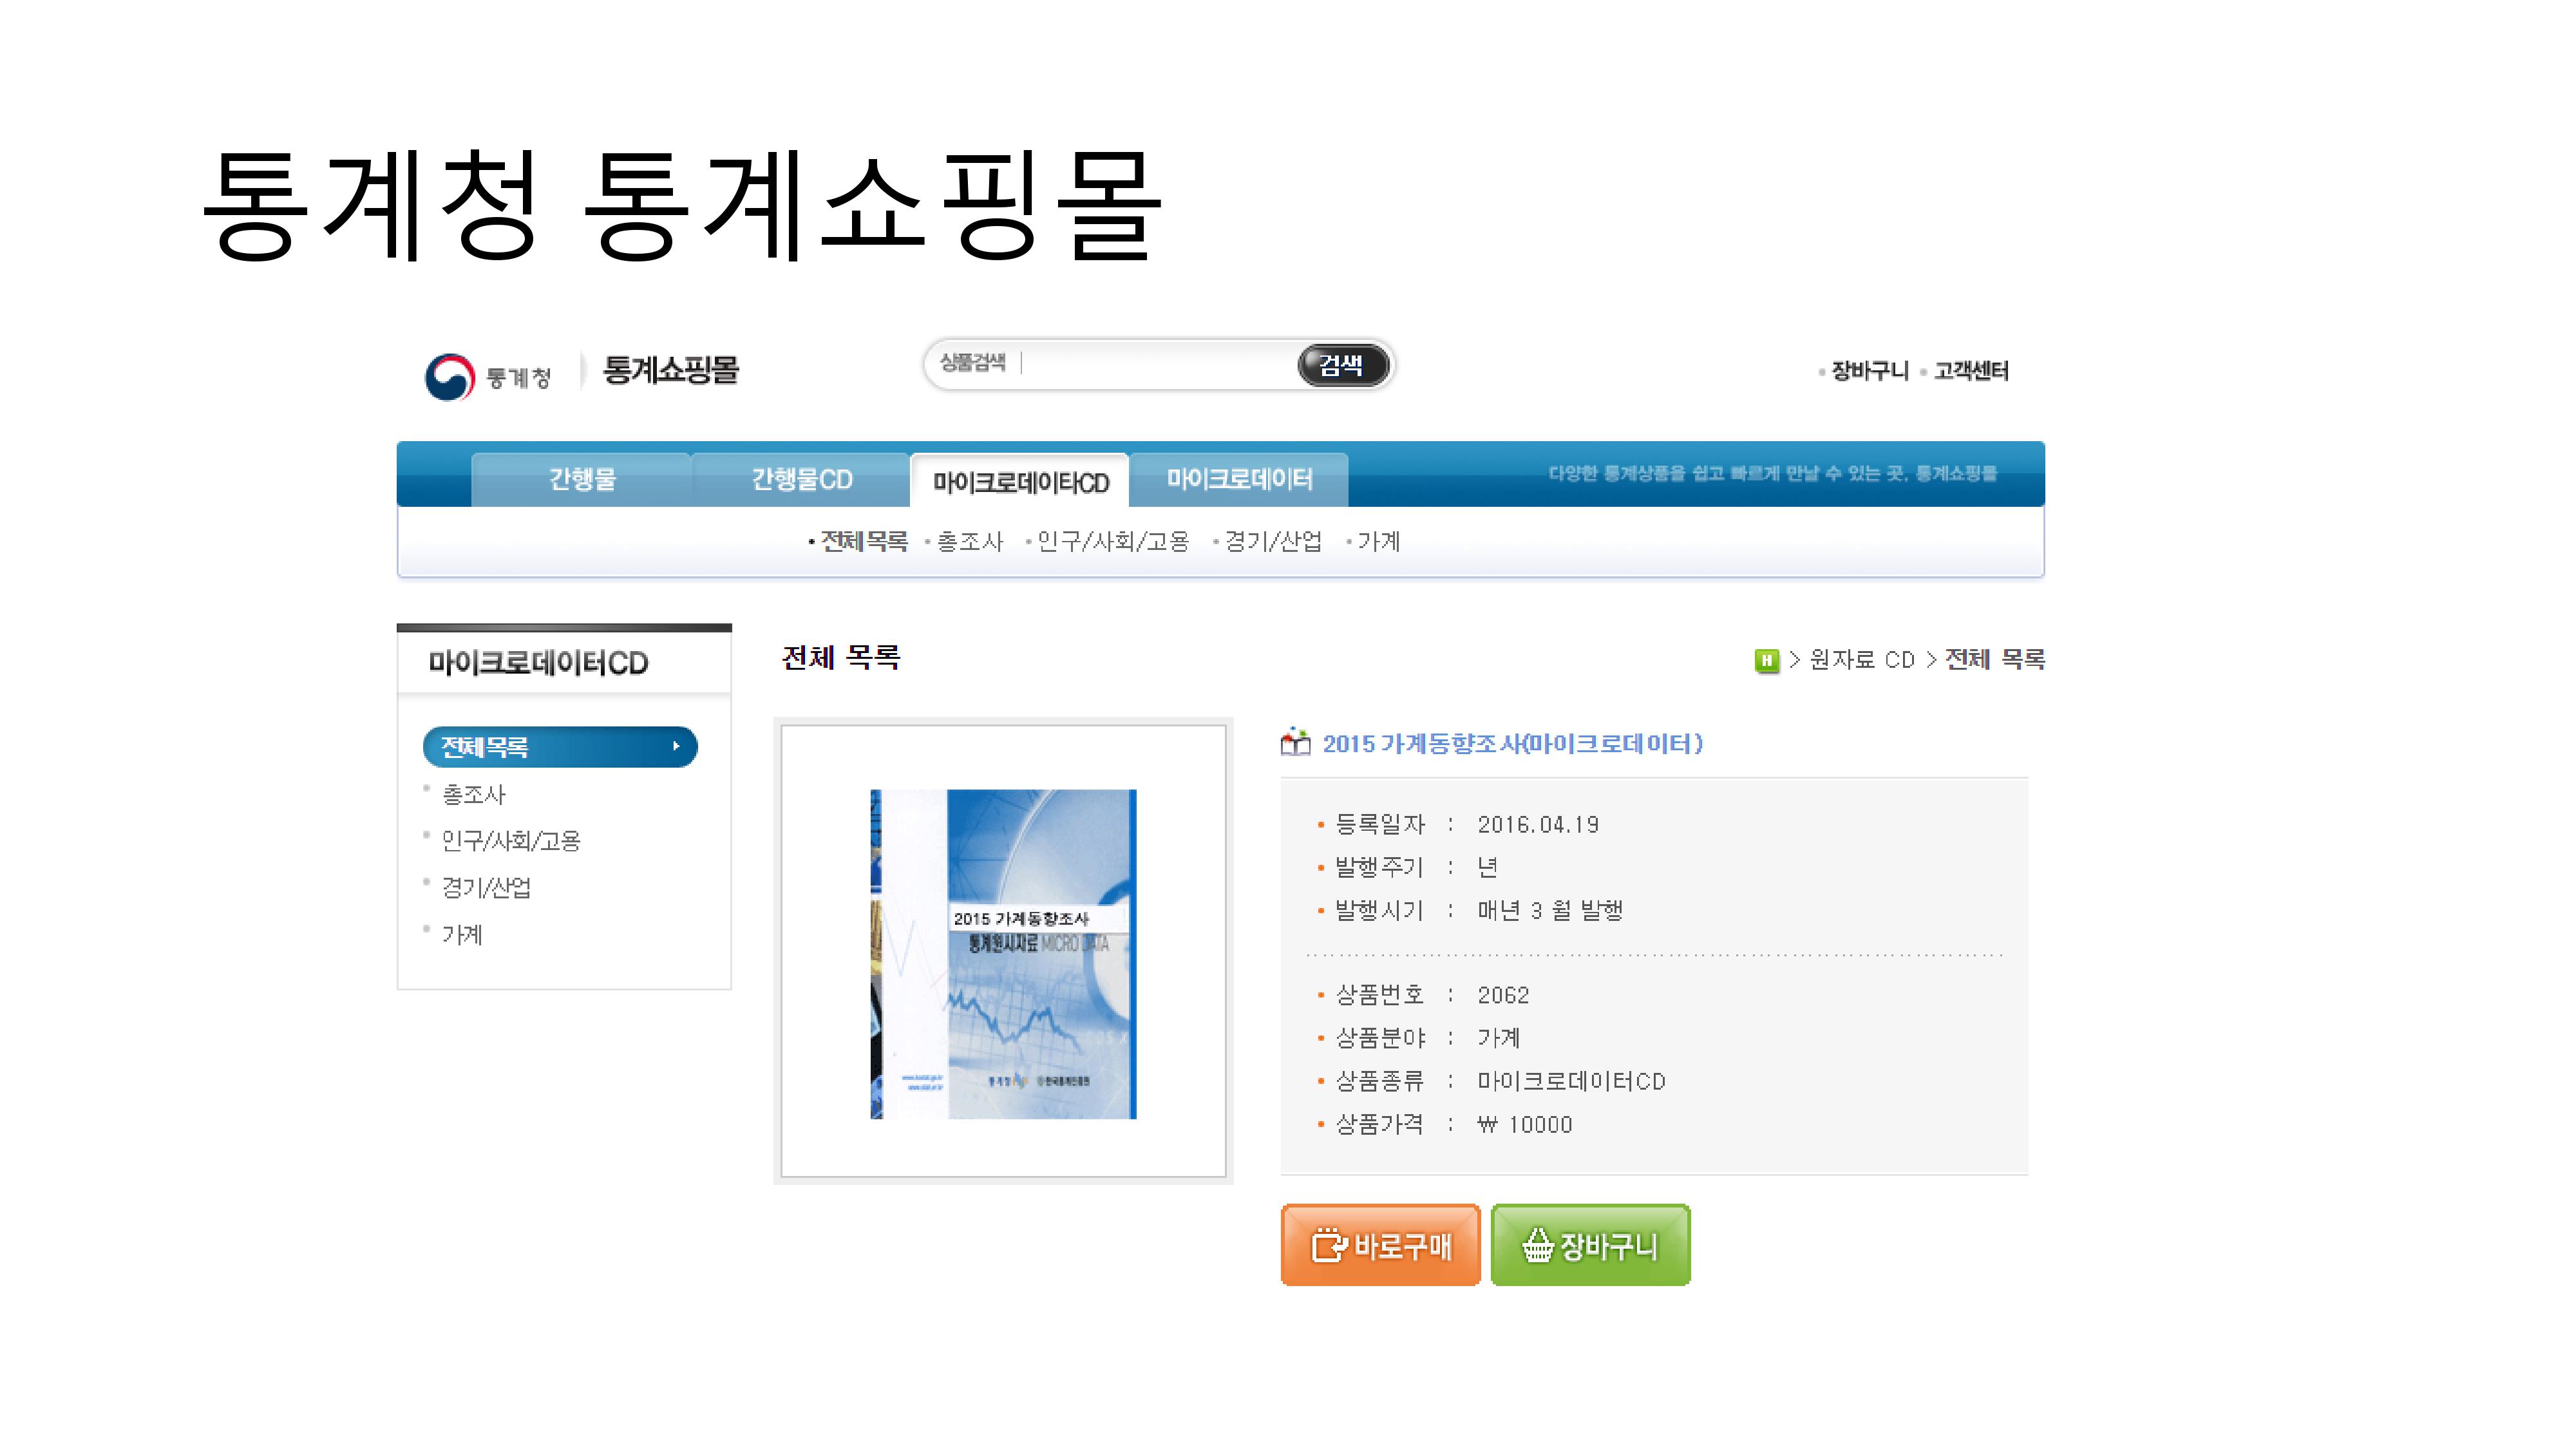 통계청 통계쇼핑몰
통계청 통계쇼핑몰 상품검색 검색 • 장바구니 • 고객센터
간행물 간행물CD 마이크로데이타CD 마이크로데이터 다양한 통계상품을 쉽고 빠르게 만날 수 있는 곳, 통계쇼핑몰
• 전체목록 • 총조사 • 인구/사회/고용 • 경기/산업 • 가계
마이크로데이터CD
전체목록
총조사
인구/사회/고용
경기/산업
가계
전체 목록
H > 원자료 CD > 전체 목록
2015 가계동향조사
통계원시자료 MICRO DATA
통계청 한국통계진흥원
2015 가계동향조사(마이크로데이터)
• 등록일자 : 2016.04.19
• 발행주기 : 년
• 발행시기 : 매년 3 월 발행
• 상품번호 : 2062
• 상품분야 : 가계
• 상품종류 : 마이크로데이터CD
• 상품가격 : ₩ 10000
바로구매 장바구니